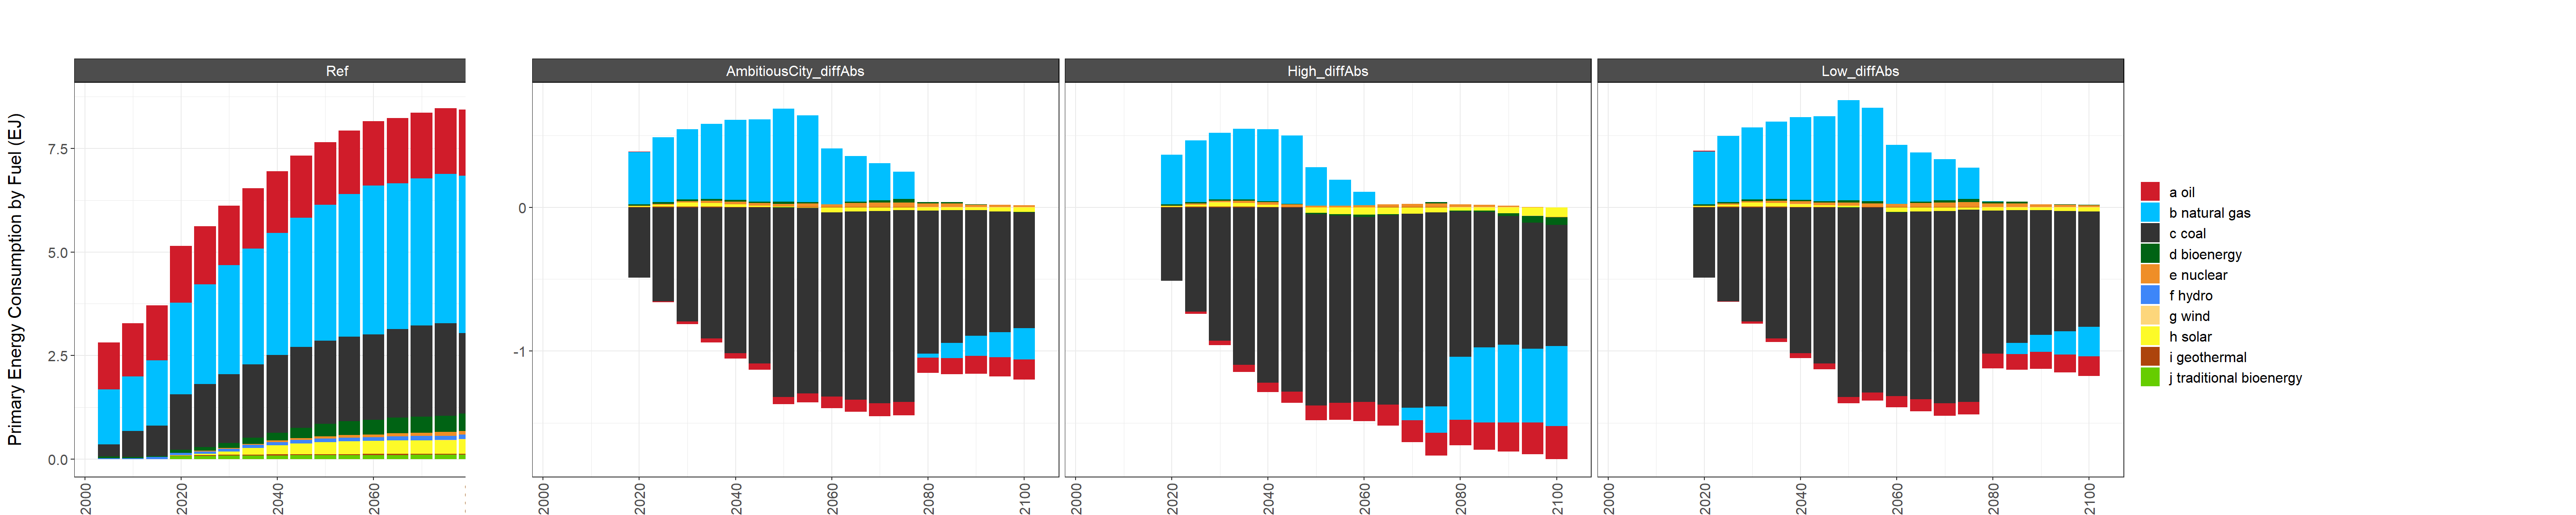 Ref
AmbitiousCity_diffAbs
High_diffAbs
Low_diffAbs
Primary Energy Consumption by Fuel (EJ)
7.5
5.0
2.5
0.0
0
-1
2000
2020
2040
2060
2000
2020
2040
2060
2080
2100
2000
2020
2040
2060
2080
2100
2000
2020
2040
2060
2080
2100
a oil
b natural gas
c coal
d bioenergy
e nuclear
f hydro
g wind
h solar
i geothermal
j traditional bioenergy